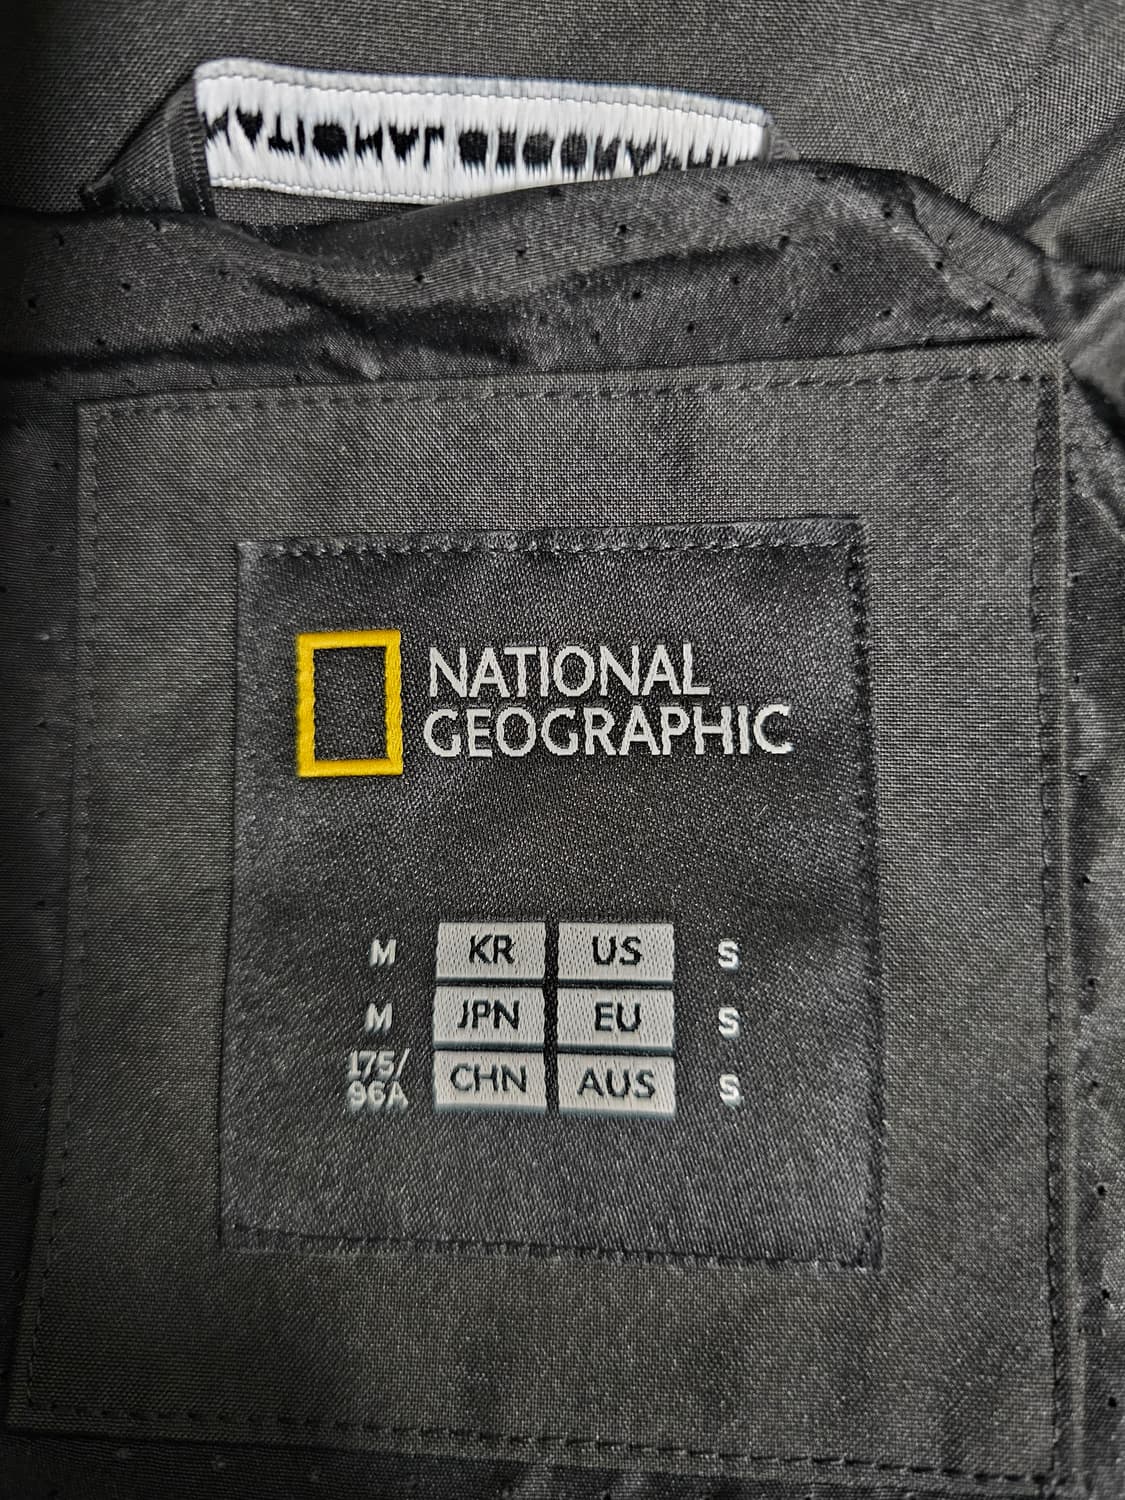 NATIONAL
GEOGRAPHIC
M KR US S
M JPN EU S
175/
96A CHN AUS S